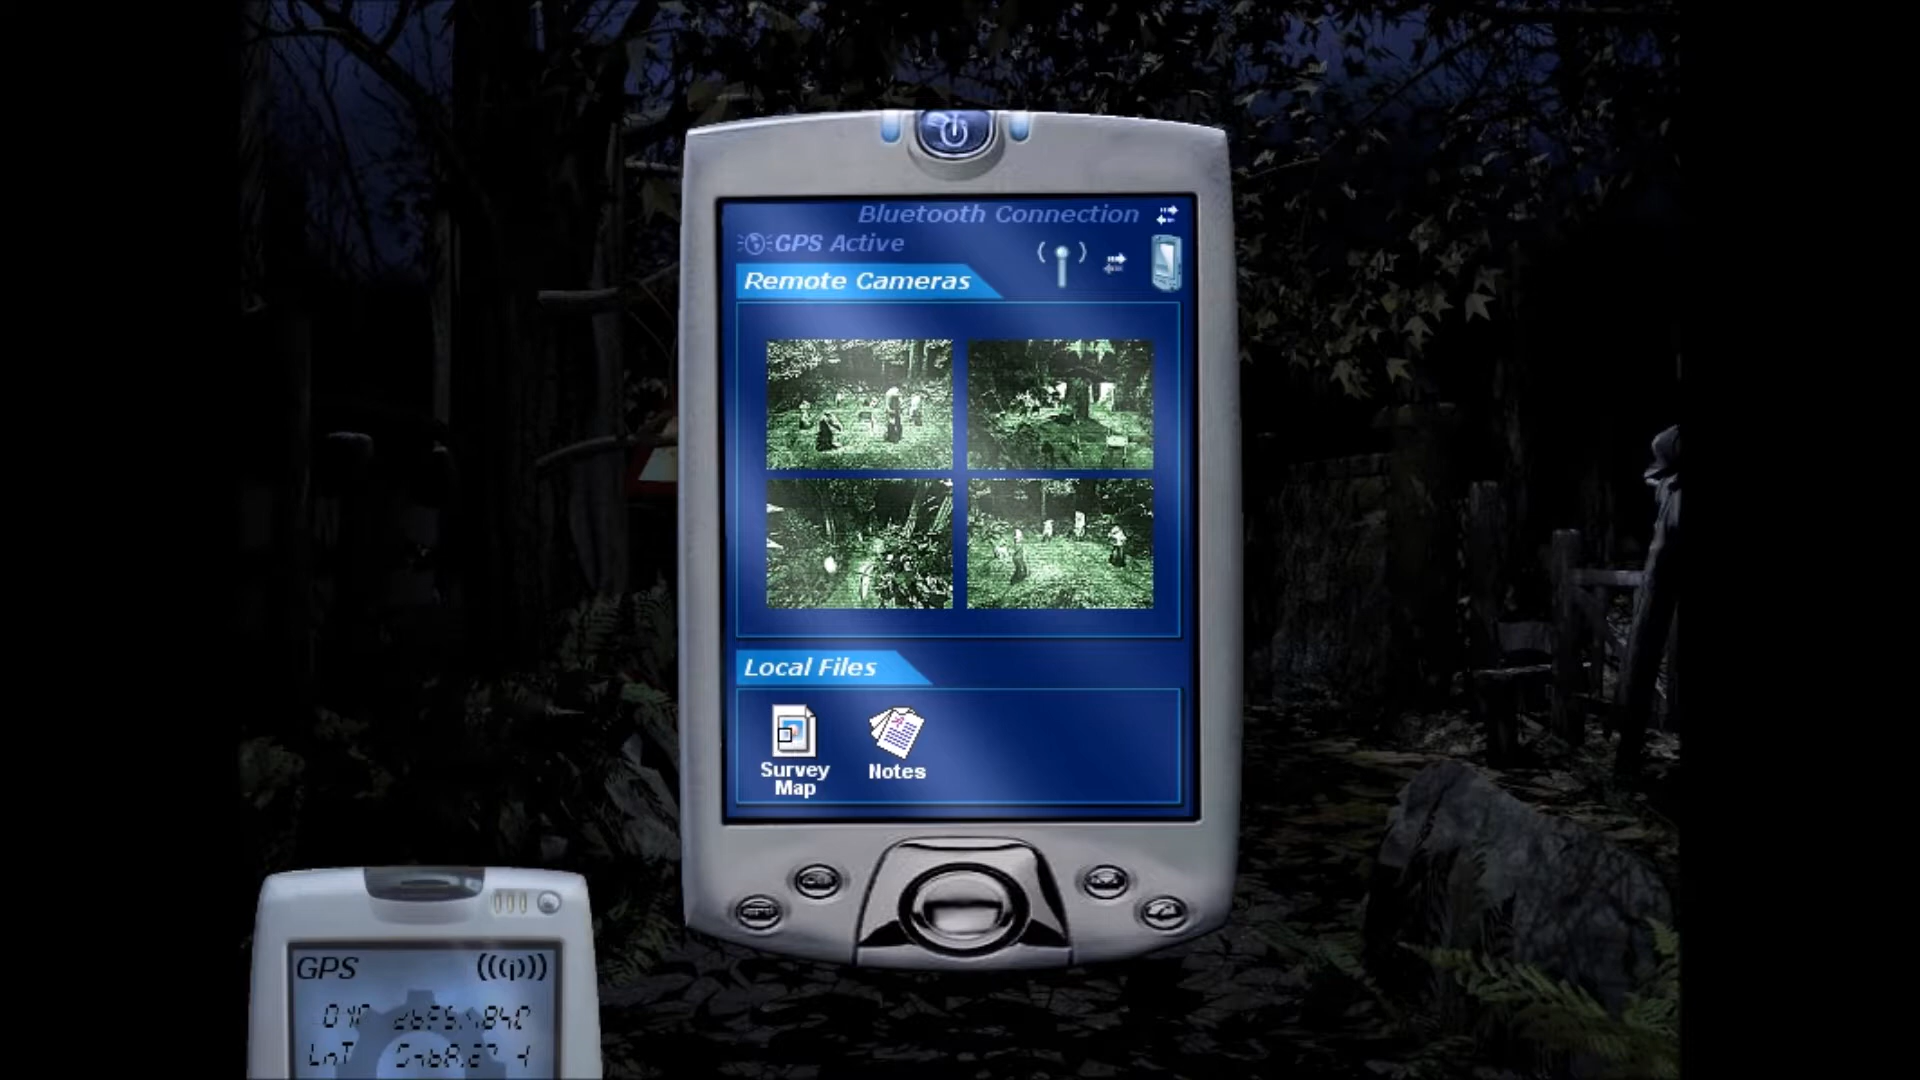 Bluetooth Connection
GPS Active
Remote Cameras
Local Files
Survey
Map
Notes
GPS